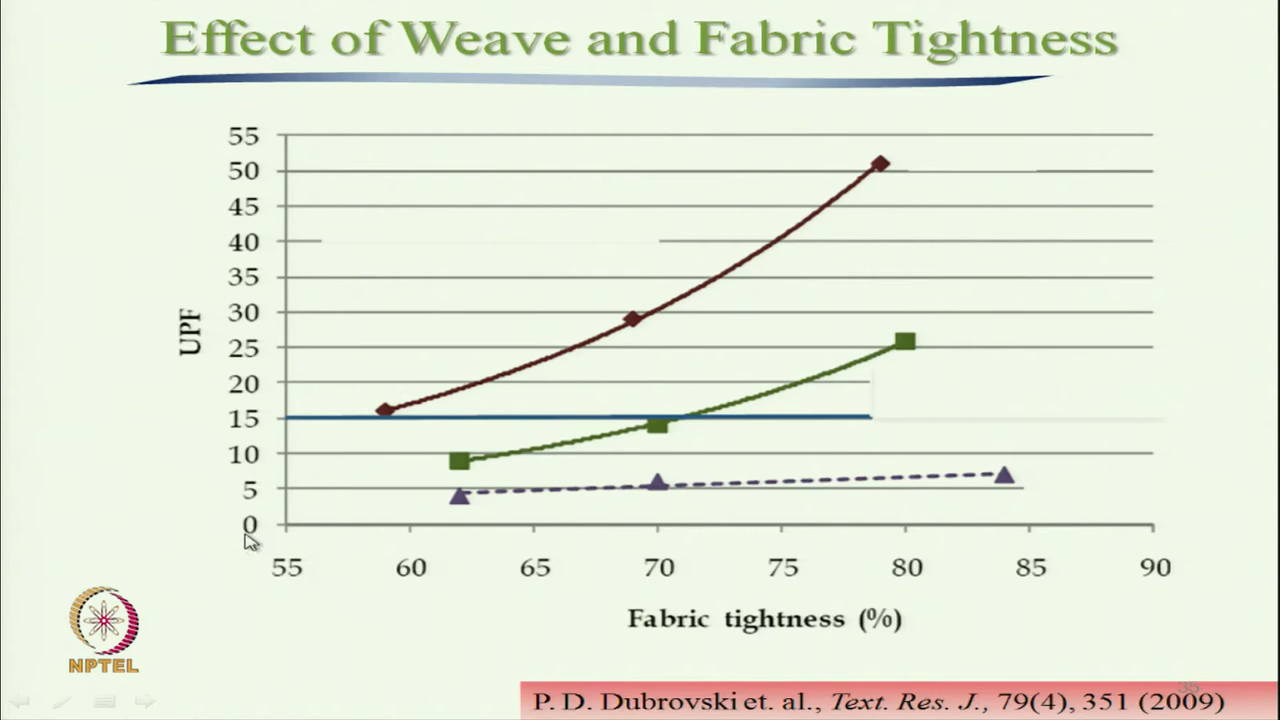 Effect of Weave and Fabric Tightness
55
50
45
40
35
30
25
20
15
10
5
0
UPF
55 60 65 70 75 80 85 90
Fabric tightness (%)
NPTEL
35
P. D. Dubrovski et. al., Text. Res. J., 79(4), 351 (2009)